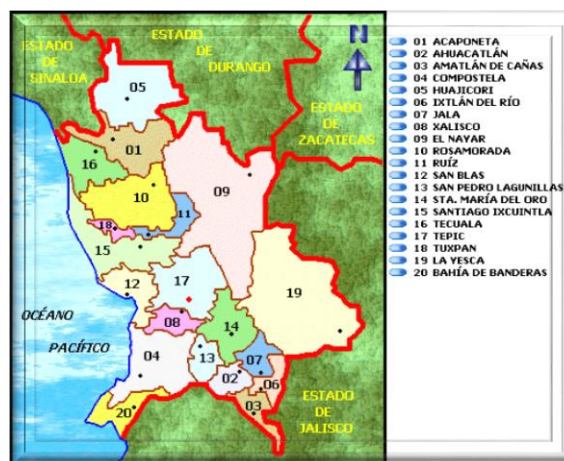 ESTADO
DE
SINALOA
ESTADO
DE
DURANGO
ESTADO
DE
ZACATECAS
N
05
01
16
09
10
11
18
15
12
17
19
OCÉANO
PACÍFICO
08
14
13
04
07
02
06
03
20
ESTADO
DE
JALISCO
01 ACAPONETA
02 AHUACATLÁN
03 AMATLÁN DE CAÑAS
04 COMPOSTELA
05 HUAJICORI
06 IXTLÁN DEL RÍO
07 JALA
08 XALISCO
09 EL NAYAR
10 ROSAMORADA
11 RUÍZ
12 SAN BLAS
13 SAN PEDRO LAGUNILLAS
14 STA. MARÍA DEL ORO
15 SANTIAGO IXCUINTLA
16 TECUALA
17 TEPIC
18 TUXPAN
19 LA YESCA
20 BAHÍA DE BANDERAS